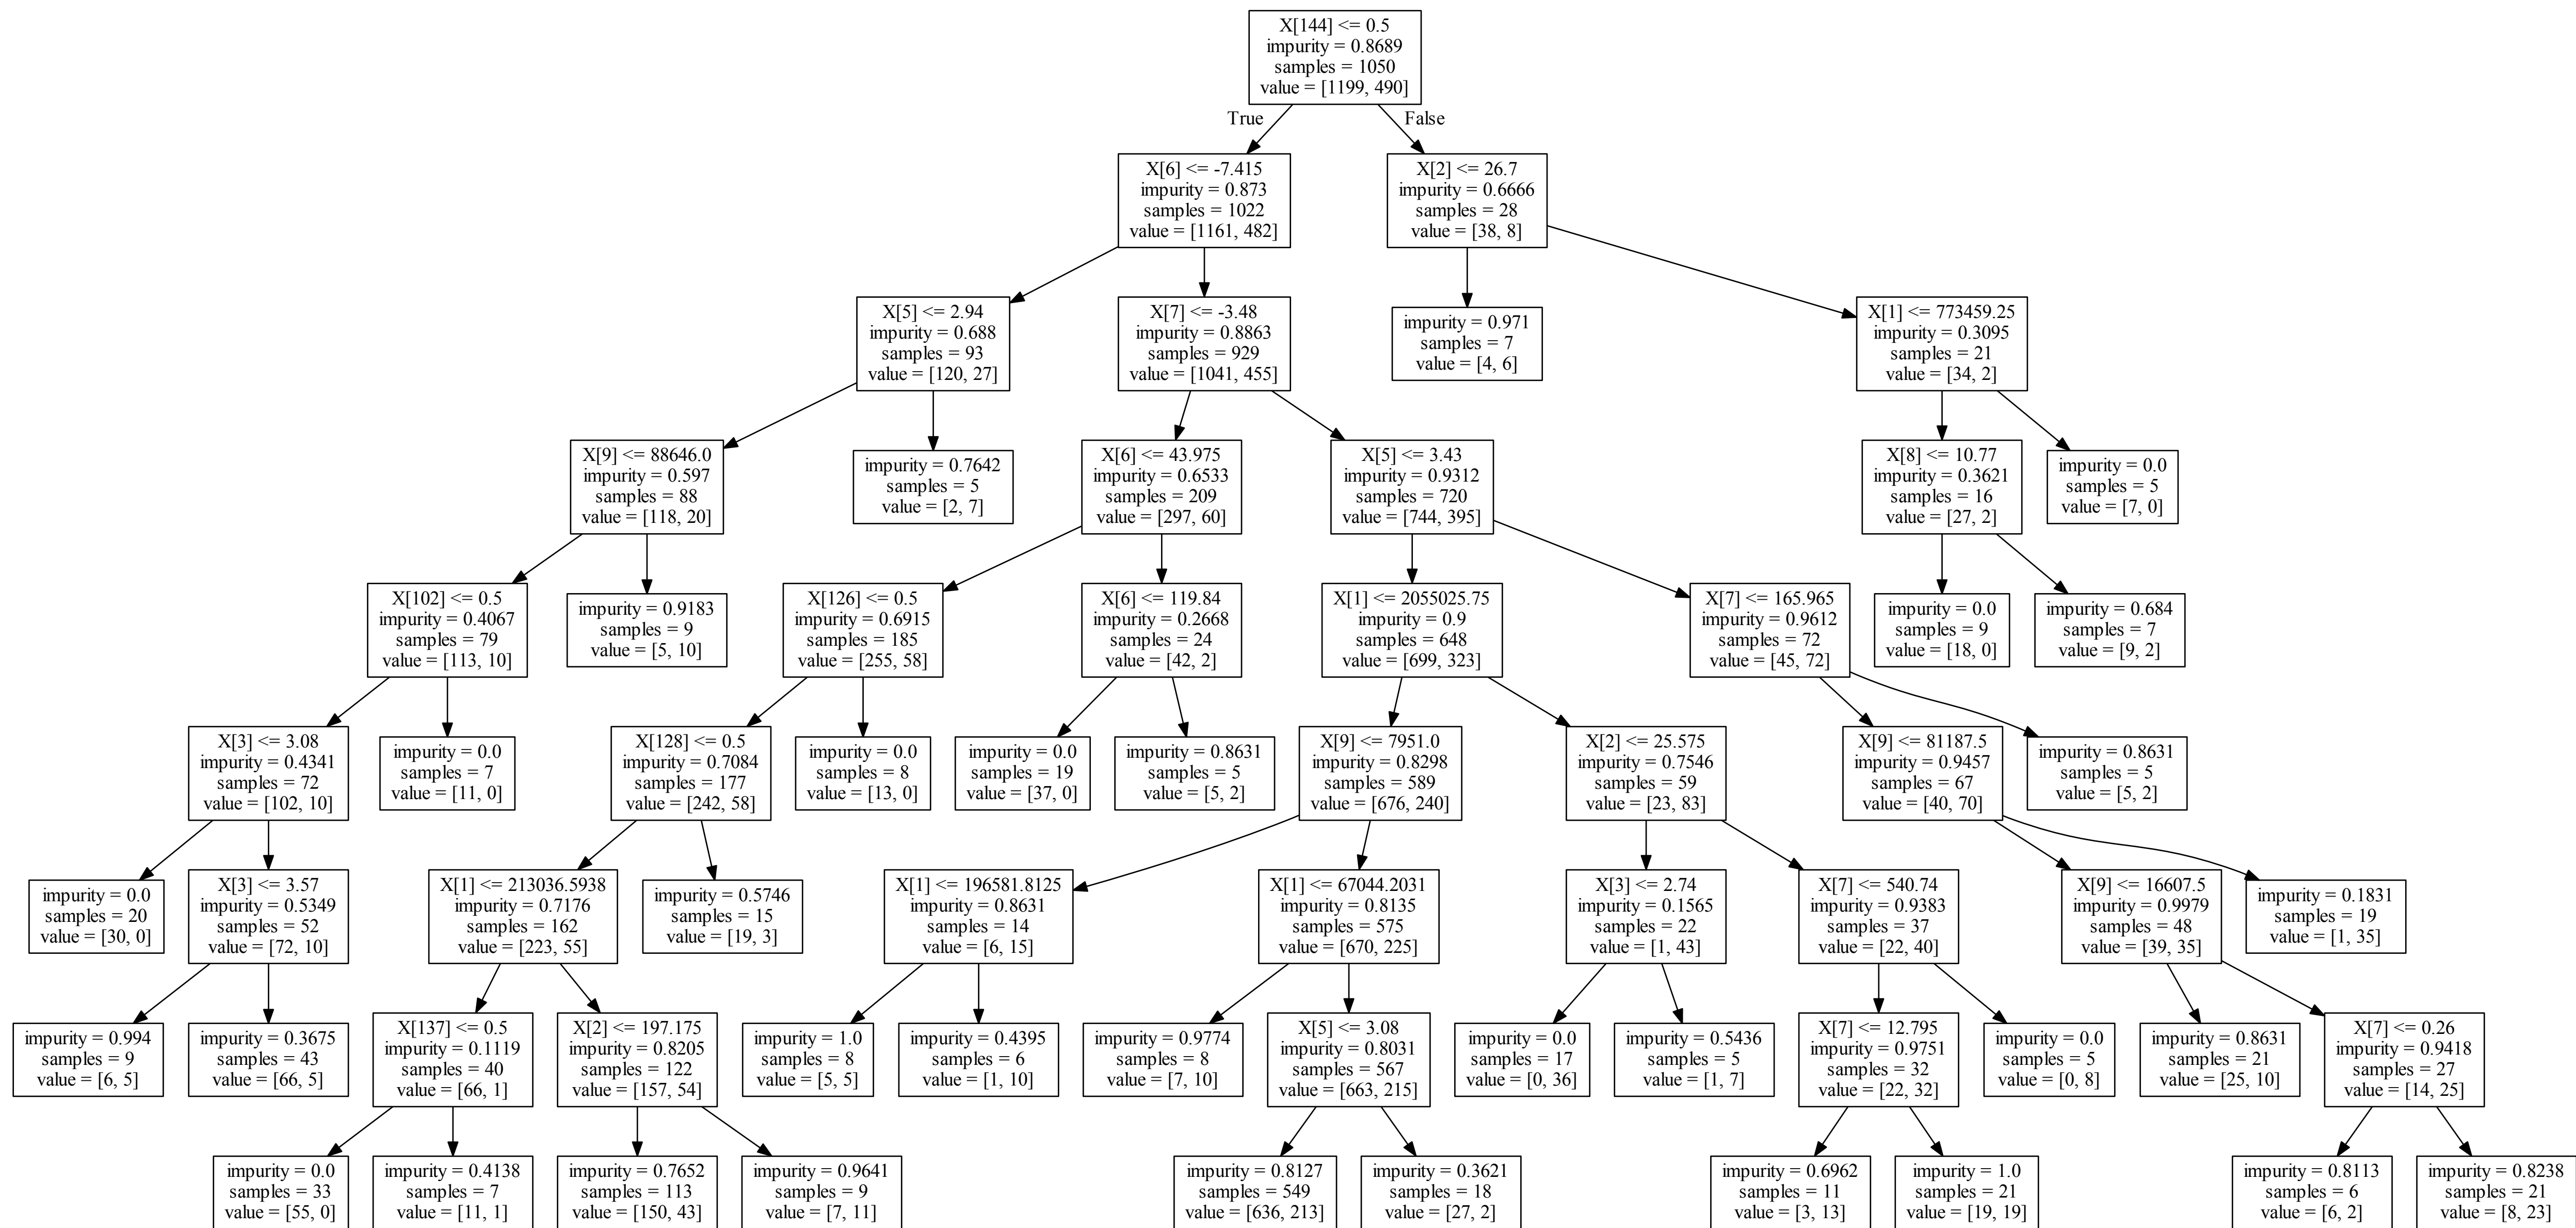 X[144] <= 0.5
impurity = 0.8689
samples = 1050
value = [1199, 490]
True
False
X[6] <= -7.415
impurity = 0.873
samples = 1022
value = [1161, 482]
X[2] <= 26.7
impurity = 0.6666
samples = 28
value = [38, 8]
X[5] <= 2.94
impurity = 0.688
samples = 93
value = [120, 27]
X[7] <= -3.48
impurity = 0.8863
samples = 929
value = [1041, 455]
impurity = 0.971
samples = 7
value = [4, 6]
X[1] <= 773459.25
impurity = 0.3095
samples = 21
value = [34, 2]
X[9] <= 88646.0
impurity = 0.597
samples = 88
value = [118, 20]
impurity = 0.7642
samples = 5
value = [2, 7]
X[6] <= 43.975
impurity = 0.6533
samples = 209
value = [297, 60]
X[5] <= 3.43
impurity = 0.9312
samples = 720
value = [744, 395]
X[8] <= 10.77
impurity = 0.3621
samples = 16
value = [27, 2]
impurity = 0.0
samples = 5
value = [7, 0]
X[102] <= 0.5
impurity = 0.4067
samples = 79
value = [113, 10]
impurity = 0.9183
samples = 9
value = [5, 10]
X[126] <= 0.5
impurity = 0.6915
samples = 185
value = [255, 58]
X[6] <= 119.84
impurity = 0.2668
samples = 24
value = [42, 2]
X[1] <= 2055025.75
impurity = 0.9
samples = 648
value = [699, 323]
X[7] <= 165.965
impurity = 0.9612
samples = 72
value = [45, 72]
impurity = 0.0
samples = 9
value = [18, 0]
impurity = 0.684
samples = 7
value = [9, 2]
X[3] <= 3.08
impurity = 0.4341
samples = 72
value = [102, 10]
impurity = 0.0
samples = 7
value = [11, 0]
X[128] <= 0.5
impurity = 0.7084
samples = 177
value = [242, 58]
impurity = 0.0
samples = 8
value = [13, 0]
impurity = 0.0
samples = 19
value = [37, 0]
impurity = 0.8631
samples = 5
value = [5, 2]
X[9] <= 7951.0
impurity = 0.8298
samples = 589
value = [676, 240]
X[2] <= 25.575
impurity = 0.7546
samples = 59
value = [23, 83]
X[9] <= 81187.5
impurity = 0.9457
samples = 67
value = [40, 70]
impurity = 0.8631
samples = 5
value = [5, 2]
impurity = 0.0
samples = 20
value = [30, 0]
X[3] <= 3.57
impurity = 0.5349
samples = 52
value = [72, 10]
X[1] <= 213036.5938
impurity = 0.7176
samples = 162
value = [223, 55]
impurity = 0.5746
samples = 15
value = [19, 3]
X[1] <= 196581.8125
impurity = 0.8631
samples = 14
value = [6, 15]
X[1] <= 67044.2031
impurity = 0.8135
samples = 575
value = [670, 225]
X[3] <= 2.74
impurity = 0.1565
samples = 22
value = [1, 43]
X[7] <= 540.74
impurity = 0.9383
samples = 37
value = [22, 40]
X[9] <= 16607.5
impurity = 0.9979
samples = 48
value = [39, 35]
impurity = 0.1831
samples = 19
value = [1, 35]
impurity = 0.994
samples = 9
value = [6, 5]
impurity = 0.3675
samples = 43
value = [66, 5]
X[137] <= 0.5
impurity = 0.1119
samples = 40
value = [66, 1]
X[2] <= 197.175
impurity = 0.8205
samples = 122
value = [157, 54]
impurity = 1.0
samples = 8
value = [5, 5]
impurity = 0.4395
samples = 6
value = [1, 10]
impurity = 0.9774
samples = 8
value = [7, 10]
X[5] <= 3.08
impurity = 0.8031
samples = 567
value = [663, 215]
impurity = 0.0
samples = 17
value = [0, 36]
impurity = 0.5436
samples = 5
value = [1, 7]
X[7] <= 12.795
impurity = 0.9751
samples = 32
value = [22, 32]
impurity = 0.0
samples = 5
value = [0, 8]
impurity = 0.8631
samples = 21
value = [25, 10]
X[7] <= 0.26
impurity = 0.9418
samples = 27
value = [14, 25]
impurity = 0.0
samples = 33
value = [55, 0]
impurity = 0.4138
samples = 7
value = [11, 1]
impurity = 0.7652
samples = 113
value = [150, 43]
impurity = 0.9641
samples = 9
value = [7, 11]
impurity = 0.8127
samples = 549
value = [636, 213]
impurity = 0.3621
samples = 18
value = [27, 2]
impurity = 0.6962
samples = 11
value = [3, 13]
impurity = 1.0
samples = 21
value = [19, 19]
impurity = 0.8113
samples = 6
value = [6, 2]
impurity = 0.8238
samples = 21
value = [8, 23]